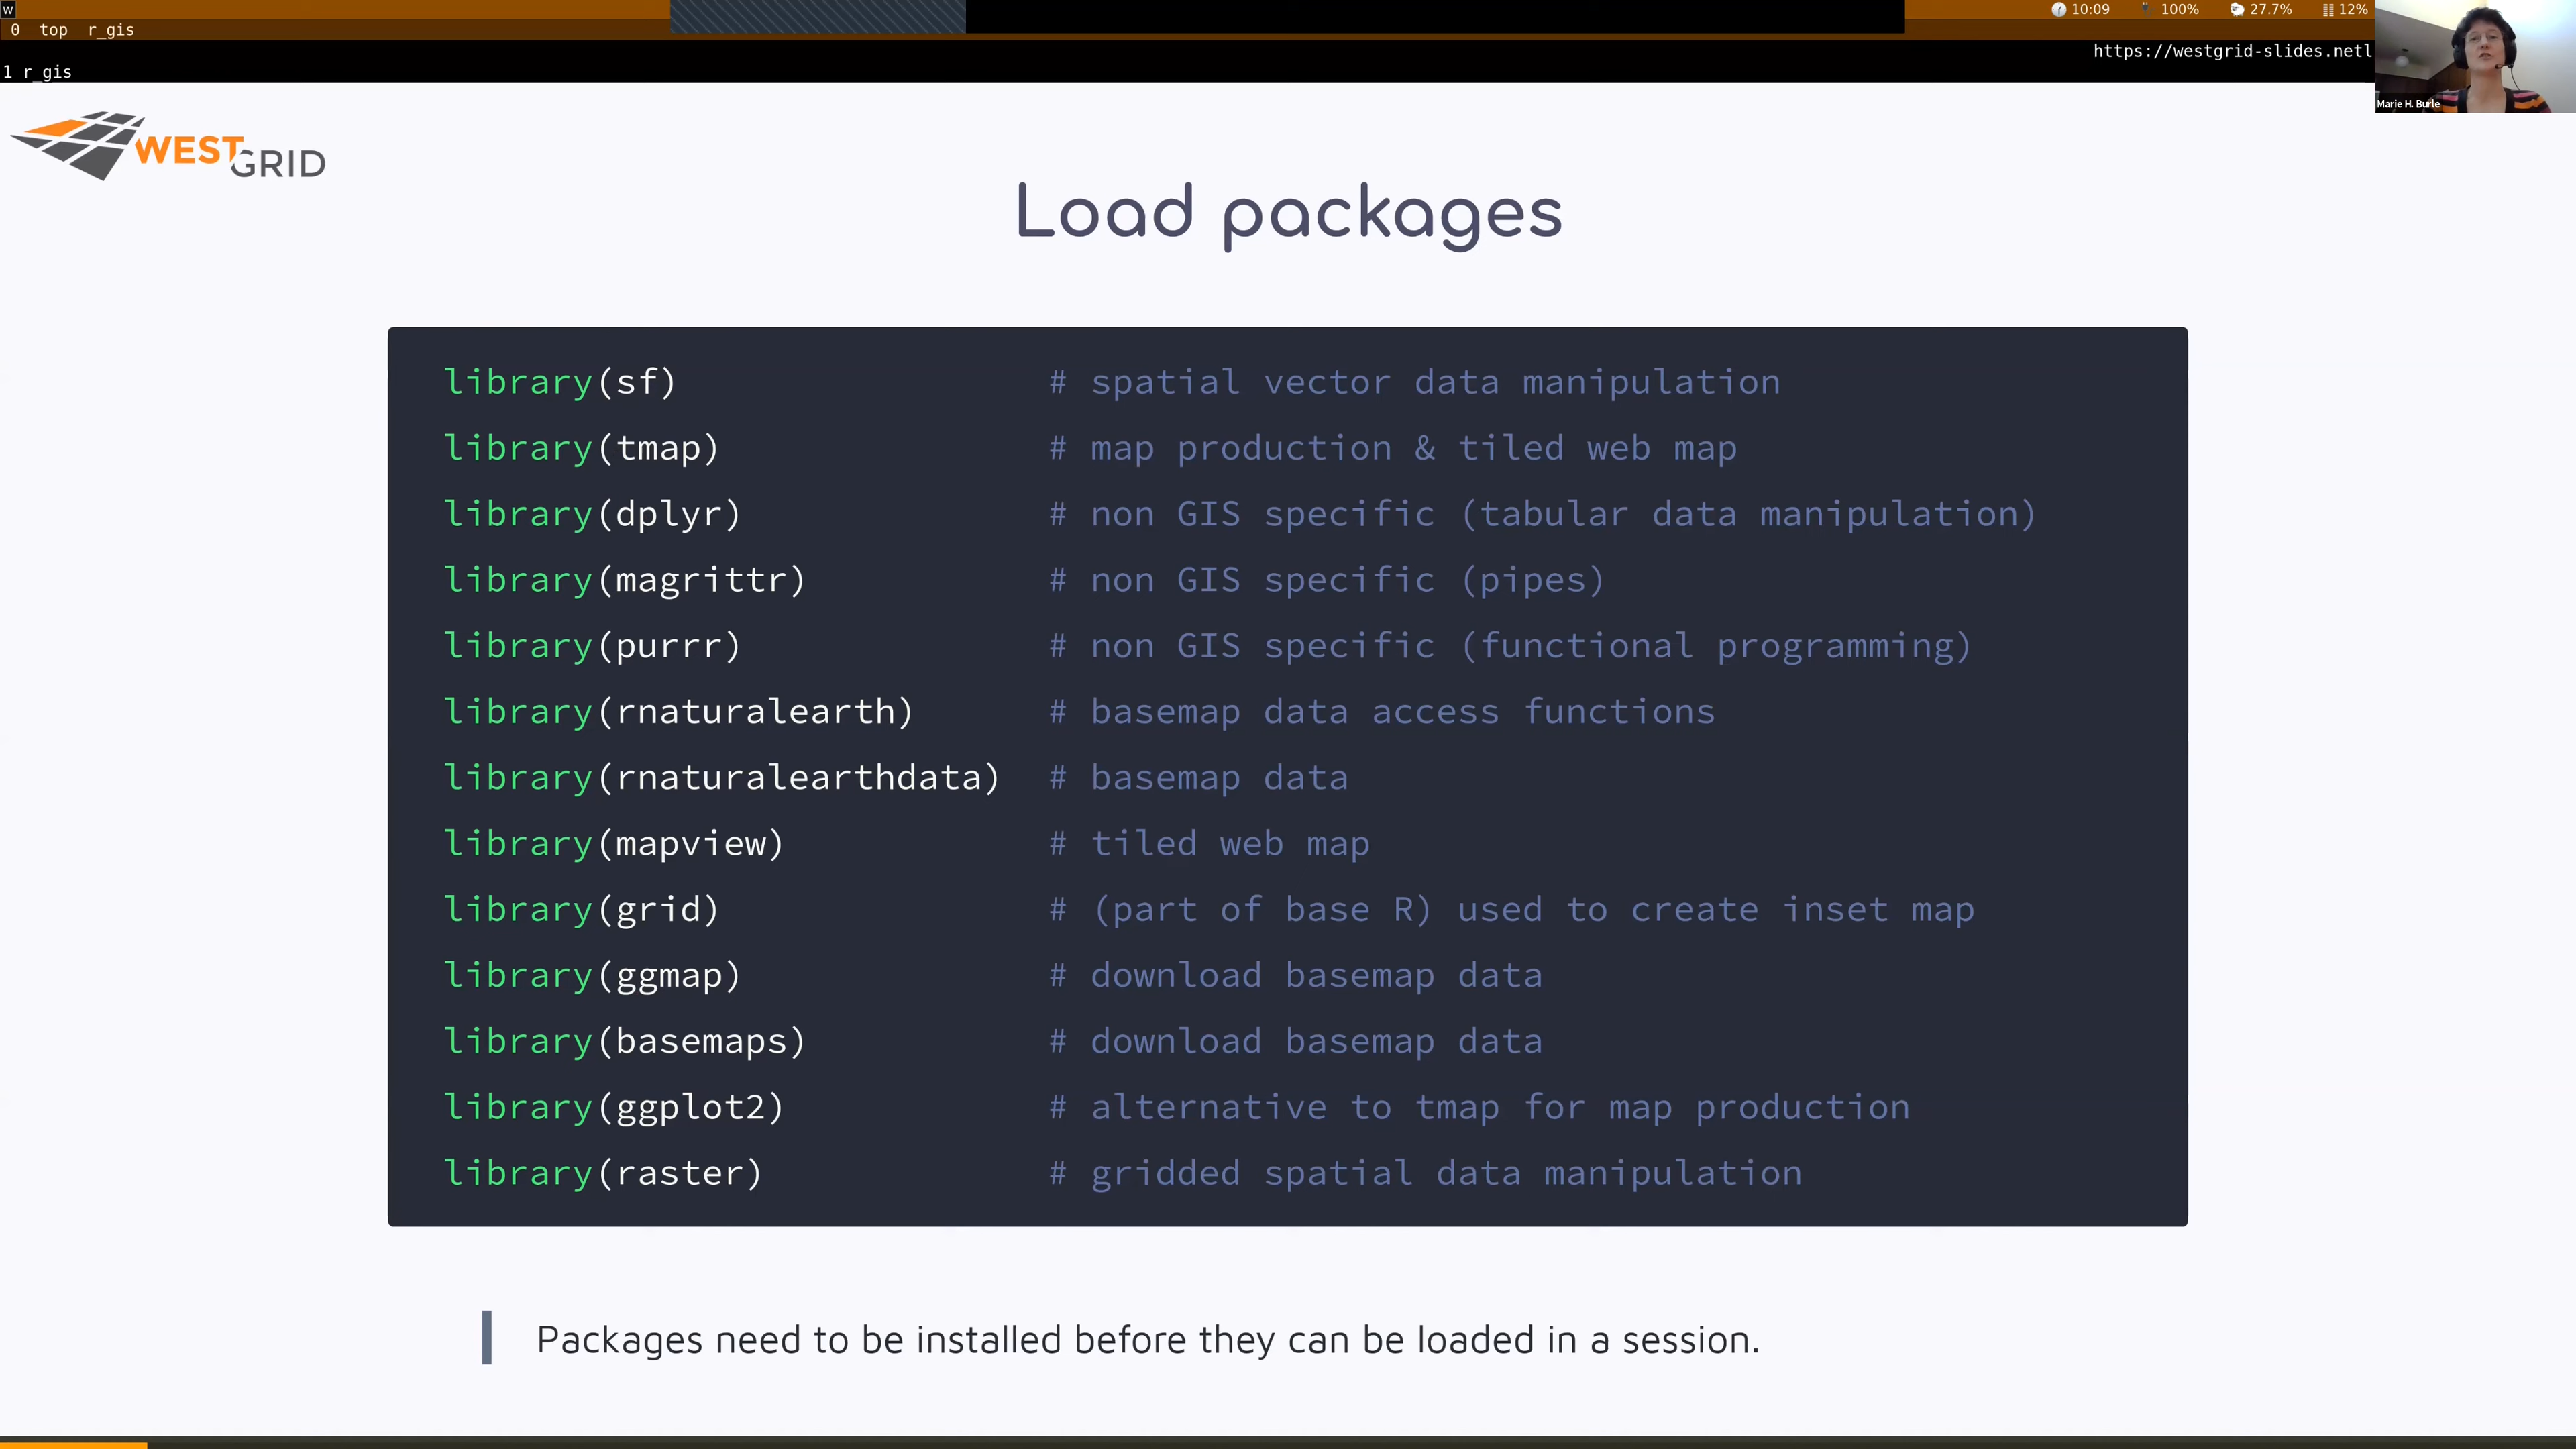 W
10:09 100% 27.7% 12%
0 top r_gis
https://westgrid-slides.netl
1 r_gis
Marie H. Burle
WESTGRID
Load packages
library(sf) # spatial vector data manipulation
library(tmap) # map production & tiled web map
library(dplyr) # non GIS specific (tabular data manipulation)
library(magrittr) # non GIS specific (pipes)
library(purrr) # non GIS specific (functional programming)
library(rnaturalearth) # basemap data access functions
library(rnaturalearthdata) # basemap data
library(mapview) # tiled web map
library(grid) # (part of base R) used to create inset map
library(ggmap) # download basemap data
library(basemaps) # download basemap data
library(ggplot2) # alternative to tmap for map production
library(raster) # gridded spatial data manipulation
Packages need to be installed before they can be loaded in a session.